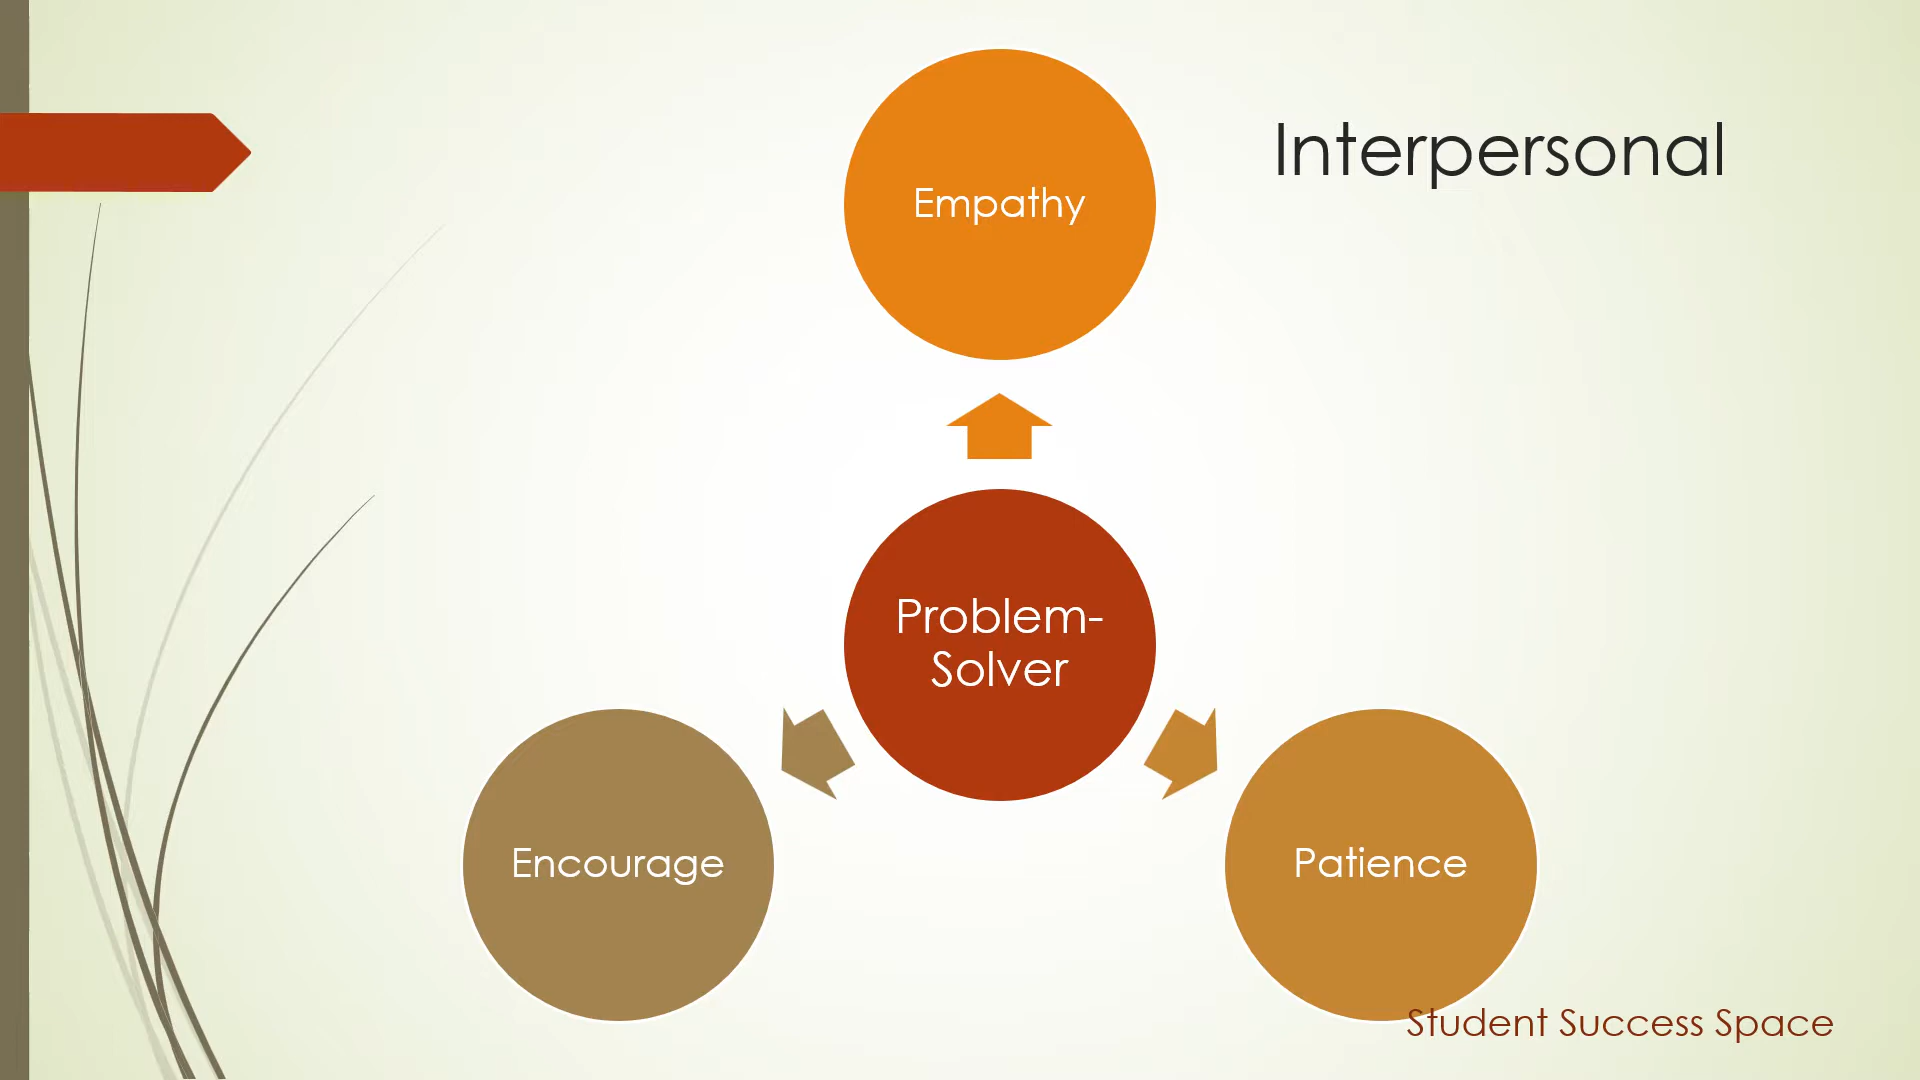 Interpersonal
Empathy
Problem-
Solver
Encourage
Patience
Student Success Space